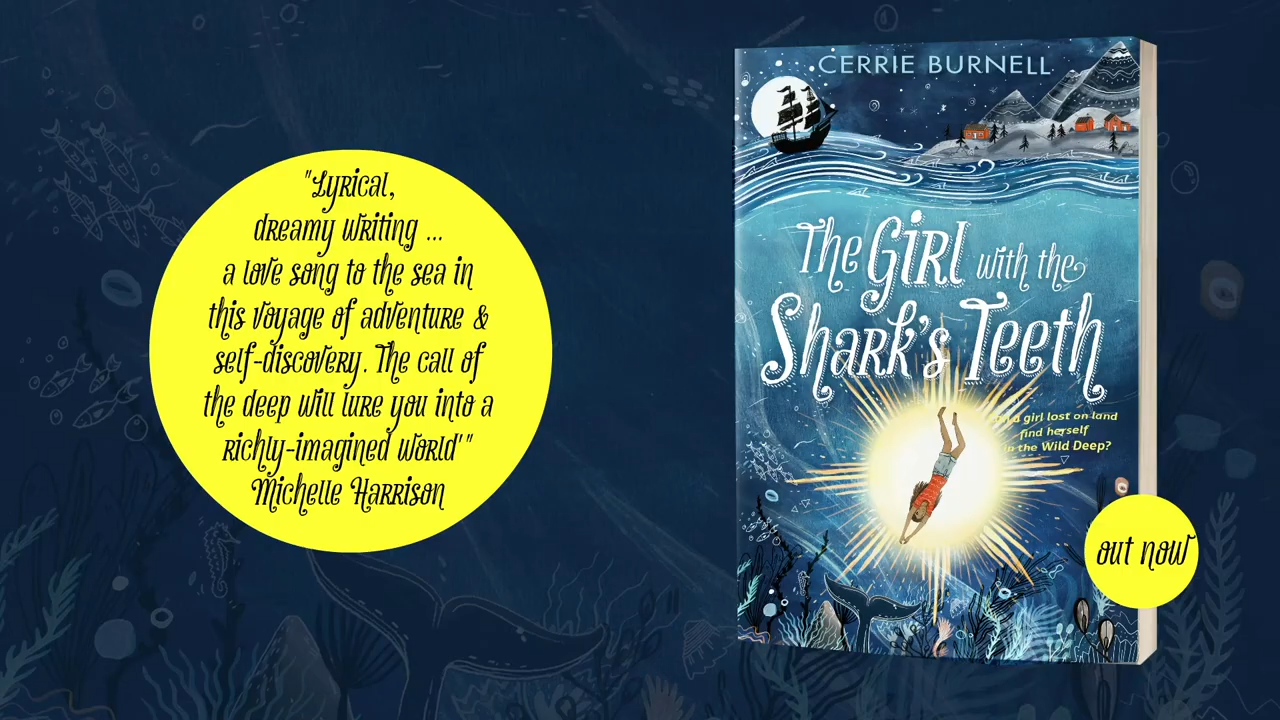 "Lyrical,
dreamy writing ...
a love song to the sea in
this voyage of adventure &
self-discovery. The call of
the deep will lure you into a
richly-imagined world'"
Michelle Harrison
CERRIE BURNELL
The Girl with the
Shark's Teeth
a girl lost on land
find herself
in the Wild Deep?
out now